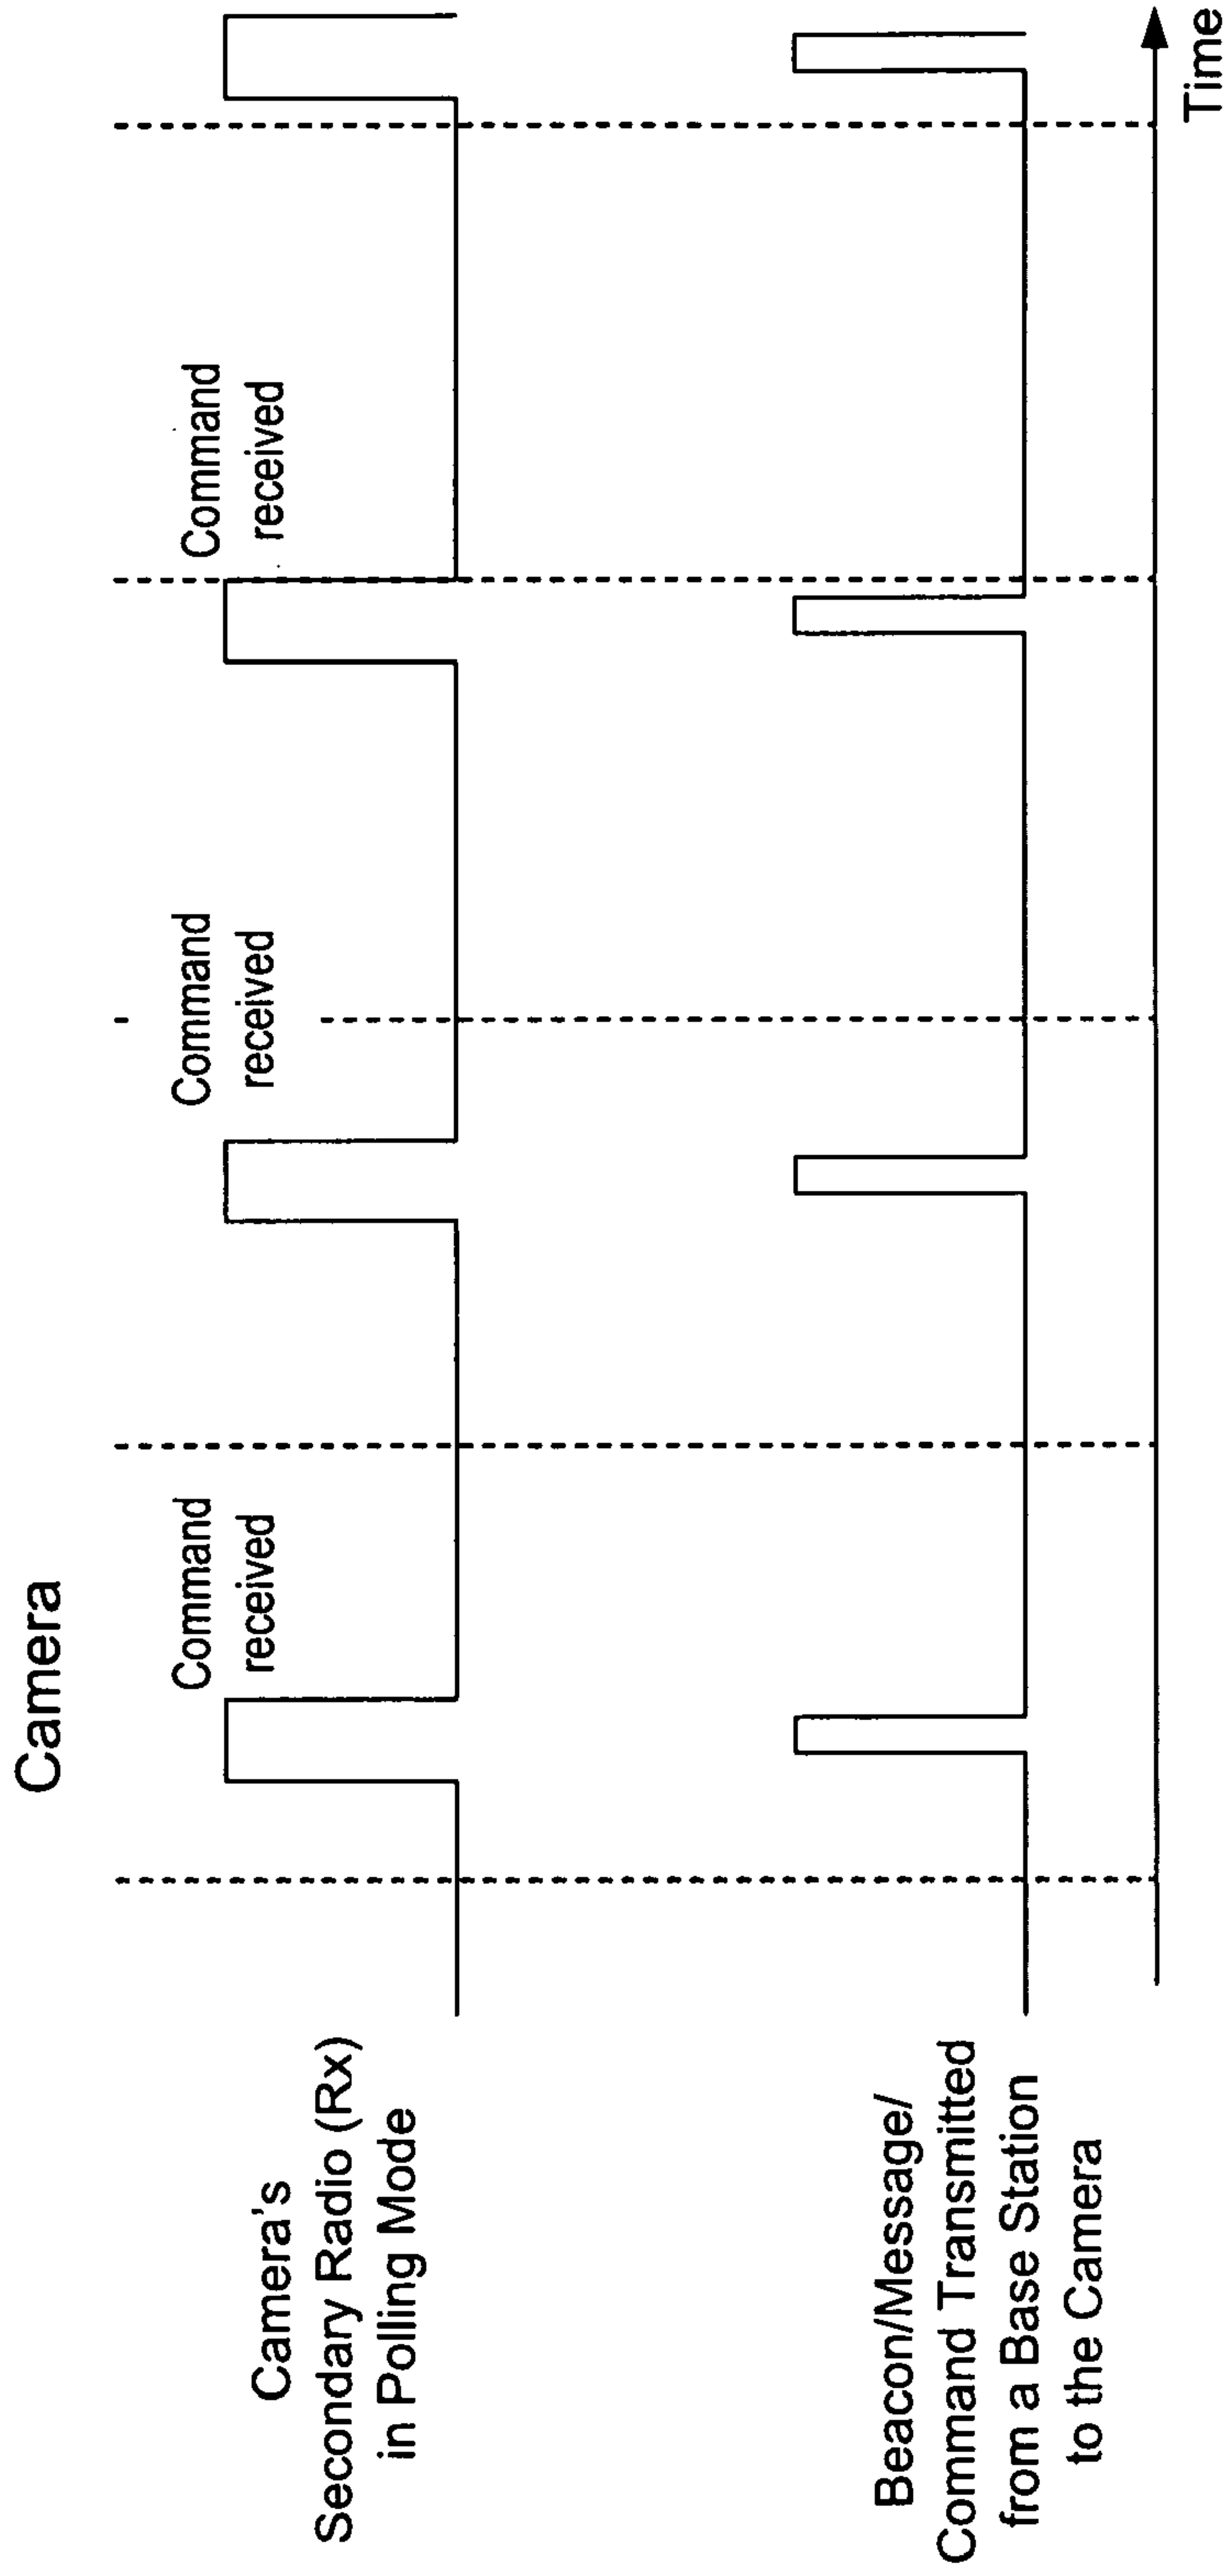 Camera
Camera's
Secondary Radio (Rx)
in Polling Mode
Command
received
Command
received
Command
received
Beacon/Message/
Command Transmitted
from a Base Station
to the Camera
Time